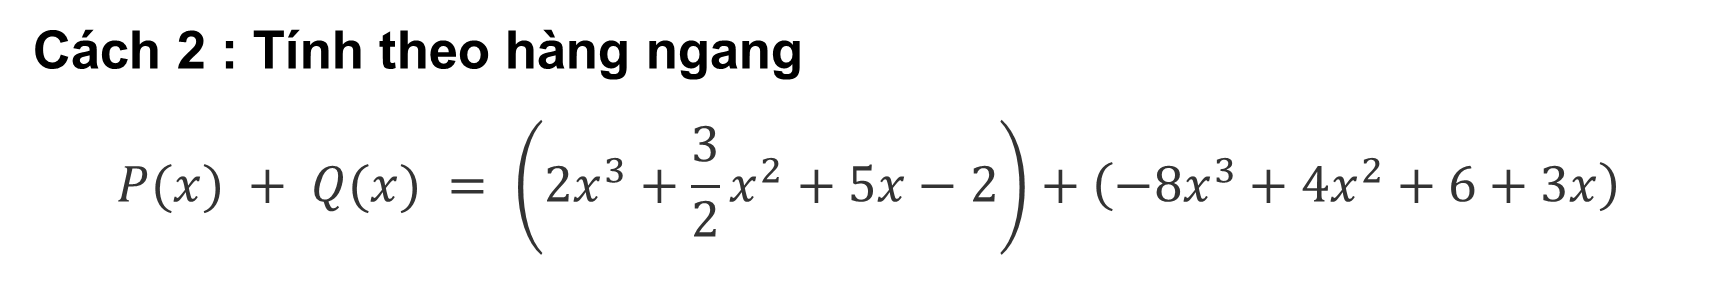 Cách 2 : Tính theo hàng ngang
P(x) + Q(x) = (2x³ + 3/2 x² + 5x − 2) + (−8x³ + 4x² + 6 + 3x)